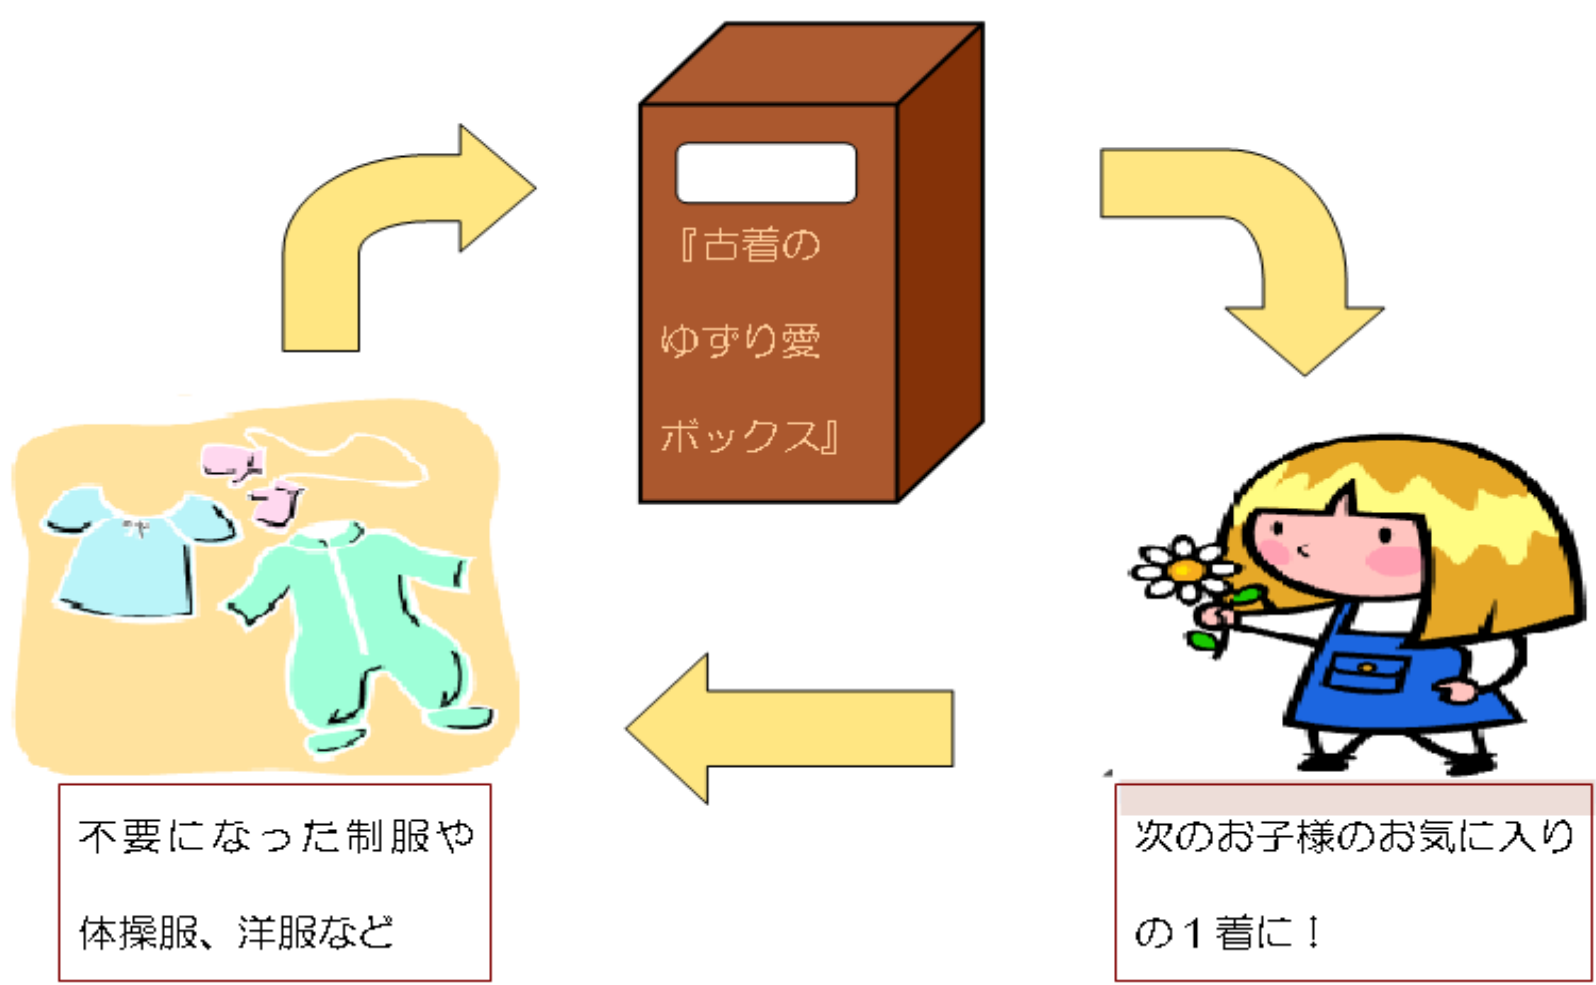 『古着の
ゆずり愛
ボックス』
不要になった制服や
体操服、洋服など
次のお子様のお気に入り
の１着に！